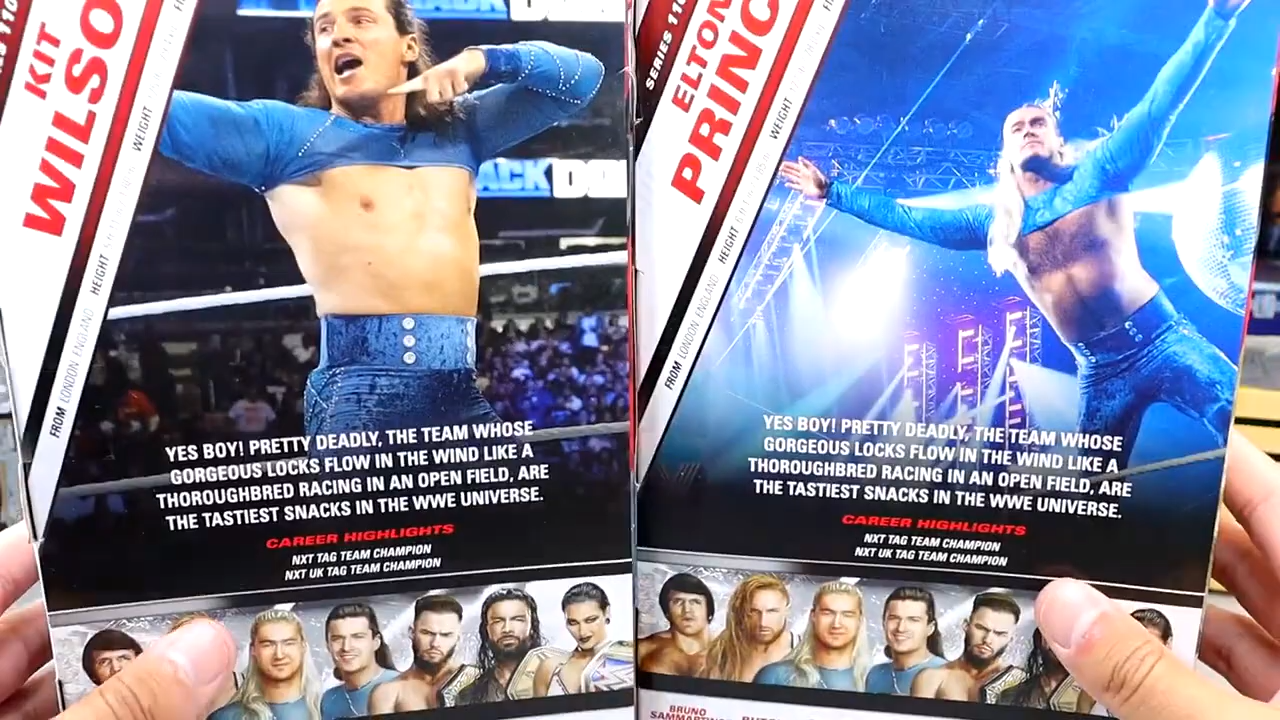 KIT
WILSO
WEIGHT
HEIGHT
FROM LONDON ENGLAND
ACK
YES BOY! PRETTY DEADLY, THE TEAM WHOSE
GORGEOUS LOCKS FLOW IN THE WIND LIKE A
THOROUGHBRED RACING IN AN OPEN FIELD, ARE
THE TASTIEST SNACKS IN THE WWE UNIVERSE.
CAREER HIGHLIGHTS
NXT TAG TEAM CHAMPION
NXT UK TAG TEAM CHAMPION
SERIES 110
ELTON
PRINC
WEIGHT
HEIGHT
FROM LONDON ENGLAND
YES BOY! PRETTY DEADLY, THE TEAM WHOSE
GORGEOUS LOCKS FLOW IN THE WIND LIKE A
THOROUGHBRED RACING IN AN OPEN FIELD, ARE
THE TASTIEST SNACKS IN THE WWE UNIVERSE.
CAREER HIGHLIGHTS
NXT TAG TEAM CHAMPION
NXT UK TAG TEAM CHAMPION
BRUNO